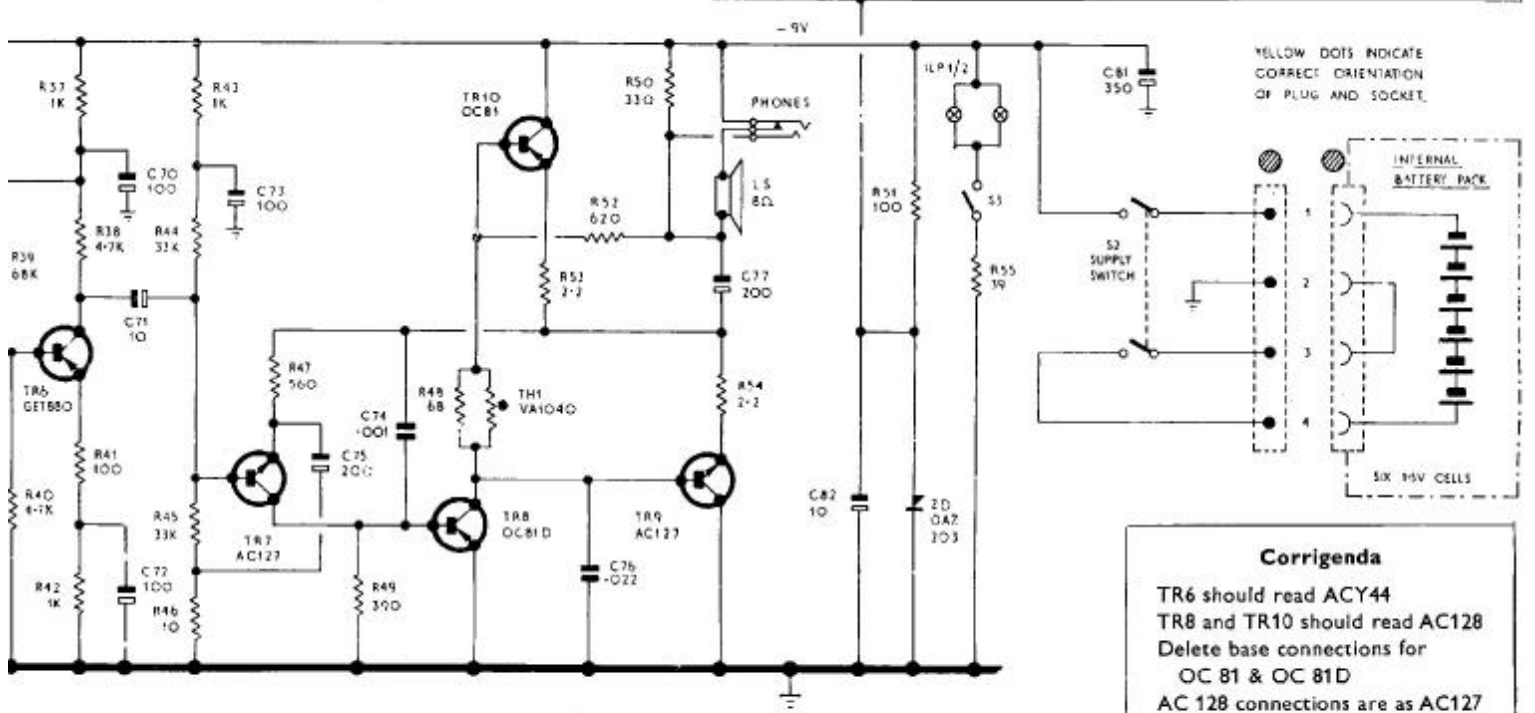 - 9V
R37
1K
R43
1K
C70
100
C73
100
R38
4·7K
R44
33K
R39
68K
C71
10
TR6
GET880
R41
100
R40
R42
1K
C72
100
R45
33K
R46
10
R47
560
TR7
AC127
C75
200
C74
·001
R49
390
TR10
OC81
R50
33Ω
PHONES
LS
8Ω
R52
620
R53
2·2
C77
200
R48
68
TH1
VA1040
R54
2·2
TR8
OC81D
TR9
AC127
C76
·022
R51
100
C82
10
OAZ
203
ILP1/2
S3
R55
39
C81
350
YELLOW DOTS INDICATE
CORRECT ORIENTATION
OF PLUG AND SOCKET.
INTERNAL
BATTERY PACK
1
2
3
4
S2
SUPPLY
SWITCH
SIX 1·5V CELLS
Corrigenda
TR6 should read ACY44
TR8 and TR10 should read AC128
Delete base connections for
OC 81 & OC 81D
AC 128 connections are as AC127